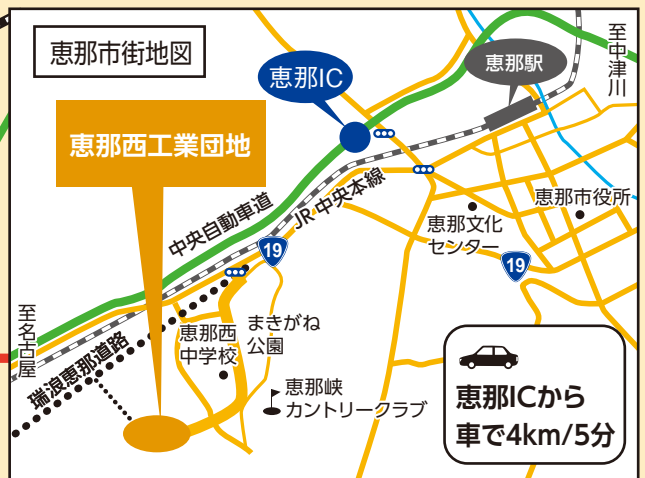 恵那市街地図
至中津川
恵那駅
恵那IC
恵那西工業団地
中央自動車道
JR中央本線
恵那市役所
恵那文化
センター
19
19
至名古屋
瑞浪恵那道路
恵那西
中学校
まきがね
公園
恵那峡
カントリークラブ
恵那ICから
車で4km/5分